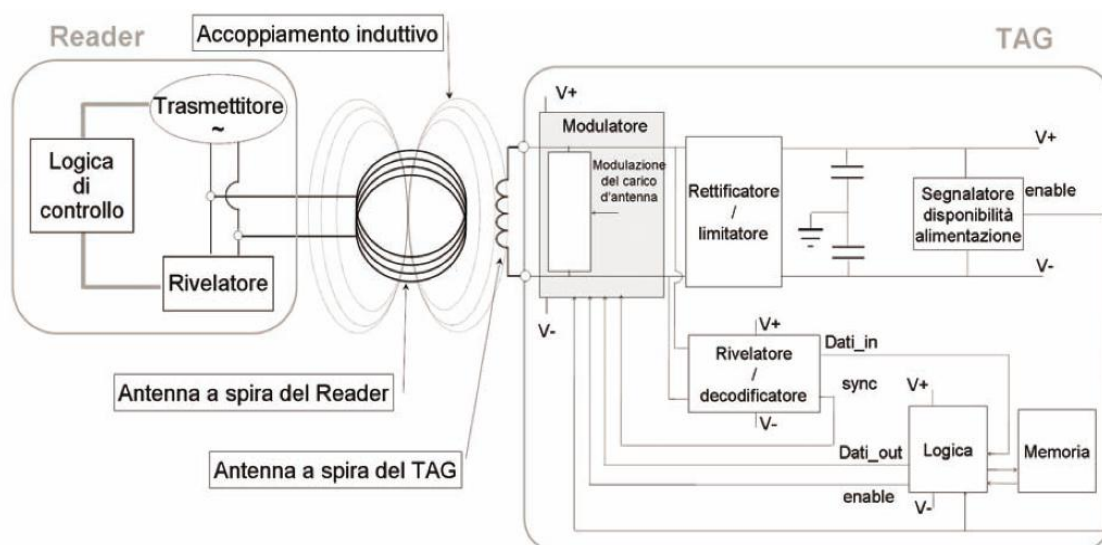 Reader
Accoppiamento induttivo
TAG
Trasmettitore
~
Logica
di
controllo
Rivelatore
Antenna a spira del Reader
Antenna a spira del TAG
V+
Modulatore
Modulazione
del carico
d'antenna
V-
Rettificatore
/
limitatore
V+
enable
Segnalatore
disponibilità
alimentazione
V-
V+
Rivelatore
/
decodificatore
V-
Dati_in
sync
V+
Dati_out
Logica
Memoria
enable
V-